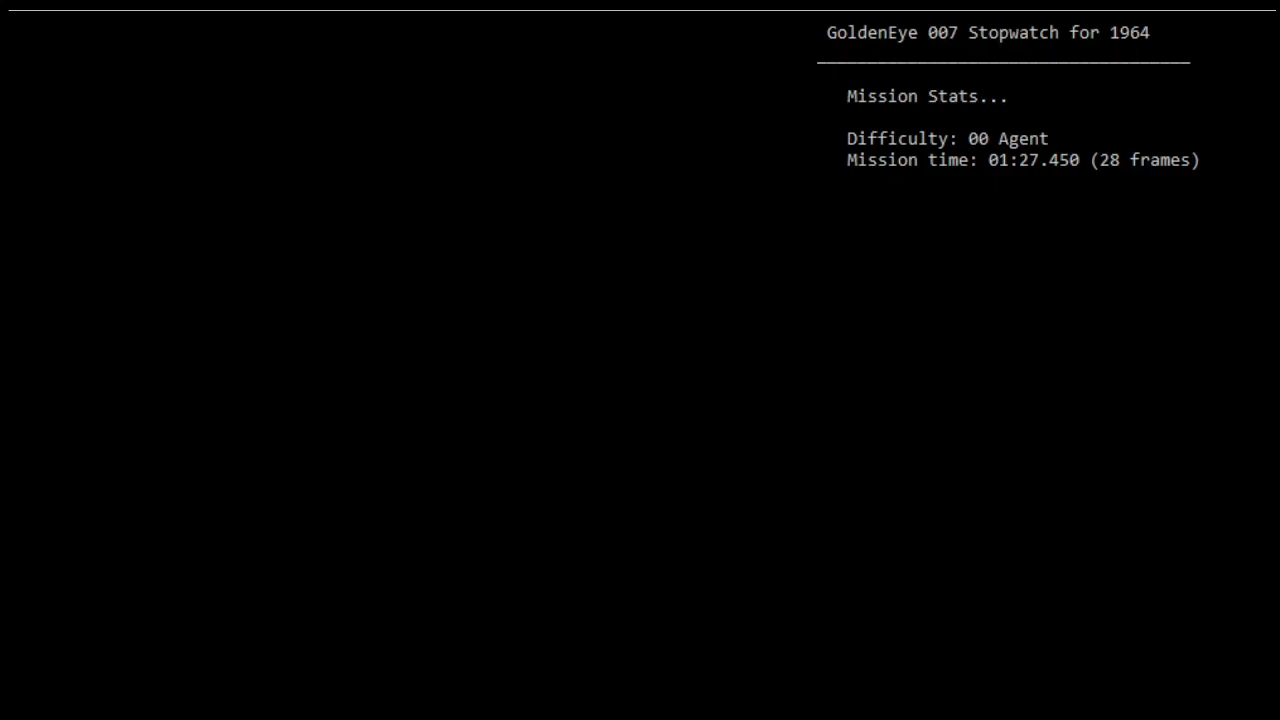 GoldenEye 007 Stopwatch for 1964
Mission Stats...
Difficulty: 00 Agent
Mission time: 01:27.450 (28 frames)